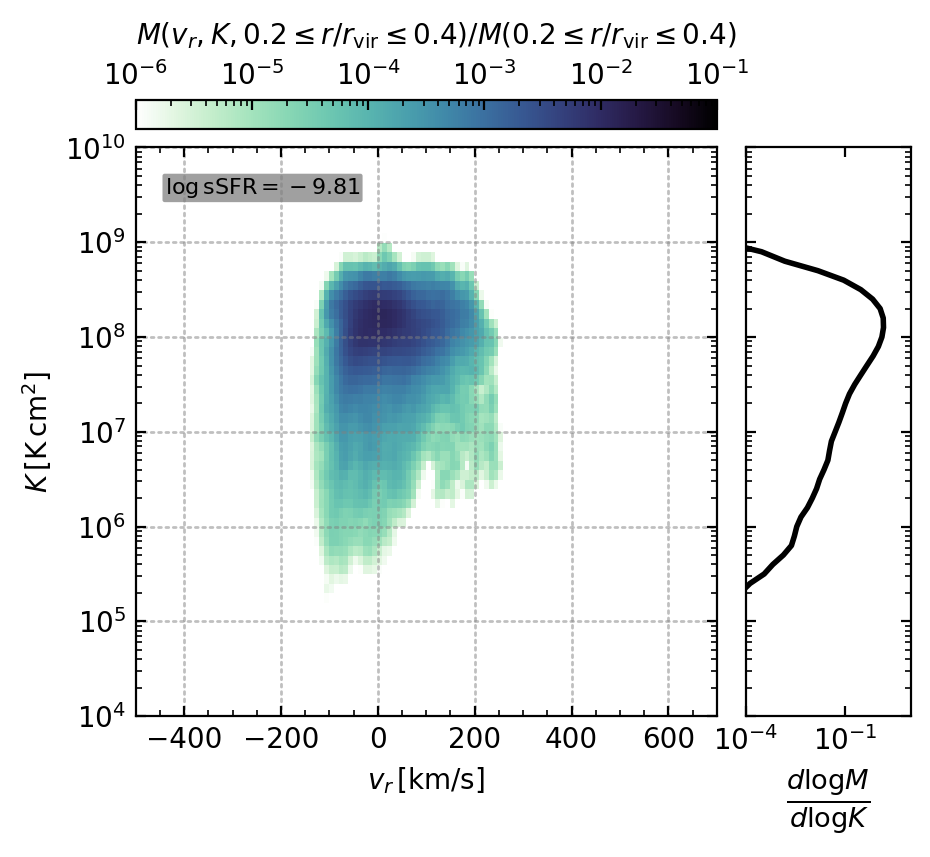 M(v_r, K, 0.2 ≤ r/r_vir ≤ 0.4)/M(0.2 ≤ r/r_vir ≤ 0.4)
10^−6 10^−5 10^−4 10^−3 10^−2 10^−1
10^10
log sSFR = −9.81
10^9
10^8
10^7
K [K cm^2]
10^6
10^5
10^4
−400 −200 0 200 400 600 10^−4 10^−1
v_r [km/s]
dlogM
dlogK